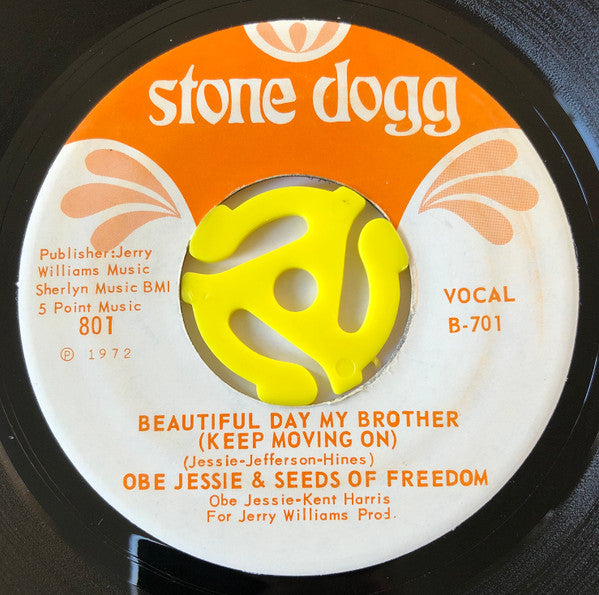 stone dogg
Publisher:Jerry
Williams Music
Sherlyn Music BMI
5 Point Music
801
℗ 1972
VOCAL
B-701
BEAUTIFUL DAY MY BROTHER
(KEEP MOVING ON)
(Jessie-Jefferson-Hines)
OBE JESSIE & SEEDS OF FREEDOM
Obe Jessie-Kent Harris
For Jerry Williams Prod.